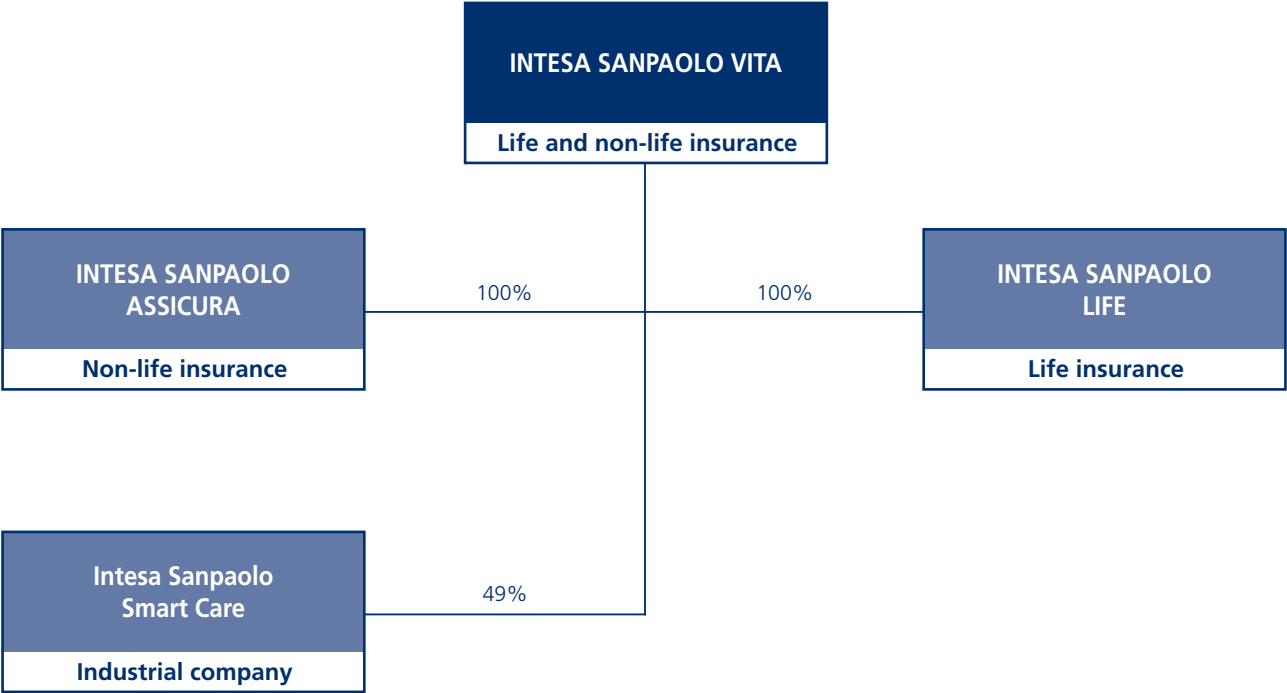 INTESA SANPAOLO VITA
Life and non-life insurance
INTESA SANPAOLO
ASSICURA
Non-life insurance
100%
100%
INTESA SANPAOLO
LIFE
Life insurance
Intesa Sanpaolo
Smart Care
Industrial company
49%